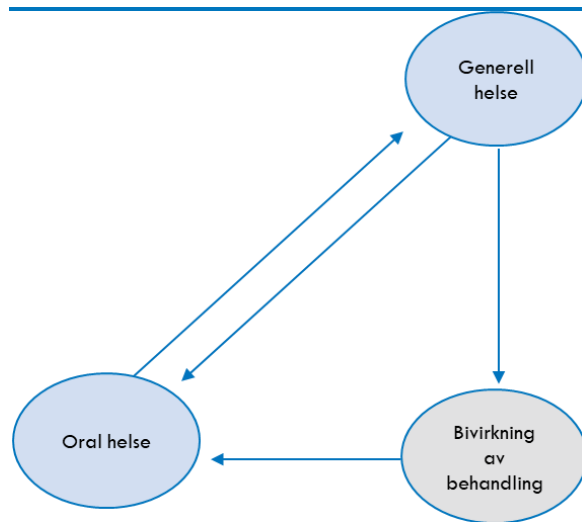 Generell
helse
Oral helse
Bivirkning
av
behandling